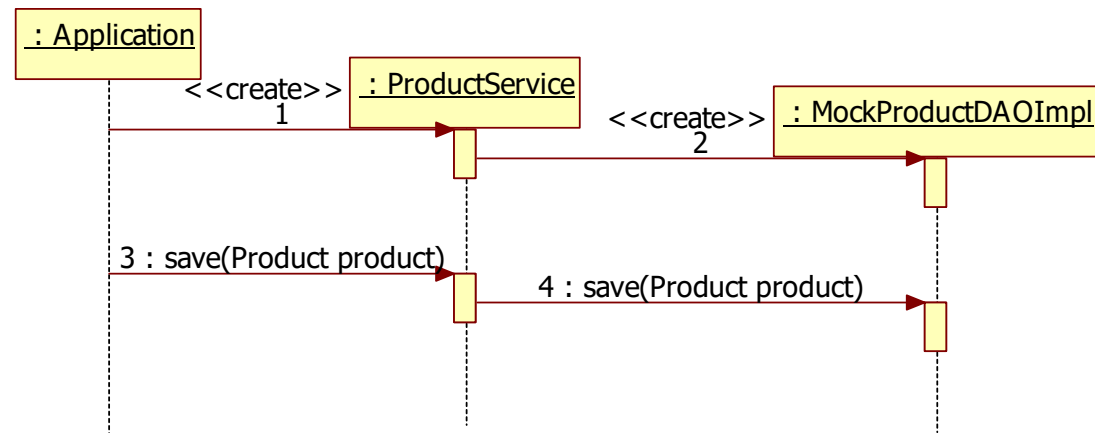 : Application
<<create>>
1
: ProductService
<<create>>
2
: MockProductDAOImpl
3 : save(Product product)
4 : save(Product product)